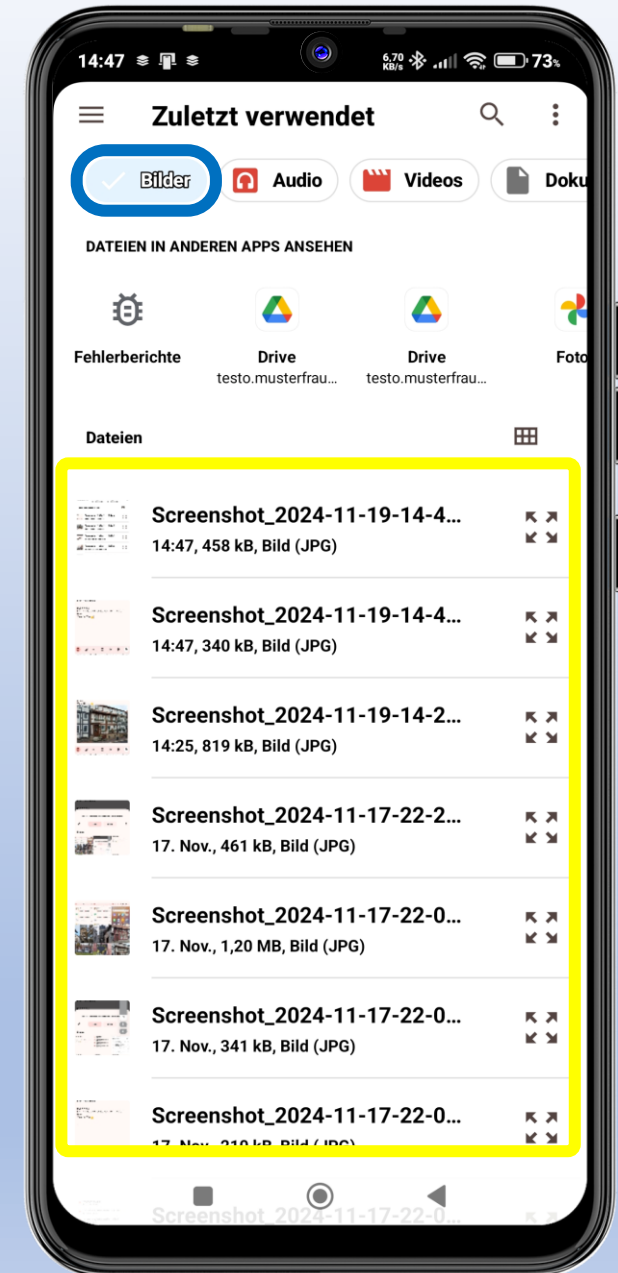 14:47
6,70
KB/s
73%
Zuletzt verwendet
Bilder
Audio
Videos
Doku
DATEIEN IN ANDEREN APPS ANSEHEN
Fehlerberichte
Drive
testo.musterfrau...
Drive
testo.musterfrau...
Foto
Dateien
Screenshot_2024-11-19-14-4...
14:47, 458 kB, Bild (JPG)
Screenshot_2024-11-19-14-4...
14:47, 340 kB, Bild (JPG)
Screenshot_2024-11-19-14-2...
14:25, 819 kB, Bild (JPG)
Screenshot_2024-11-17-22-2...
17. Nov., 461 kB, Bild (JPG)
Screenshot_2024-11-17-22-0...
17. Nov., 1,20 MB, Bild (JPG)
Screenshot_2024-11-17-22-0...
17. Nov., 341 kB, Bild (JPG)
Screenshot_2024-11-17-22-0...
17. Nov., kB, Bild (JPG)
Screenshot_2024-11-17-22-0...